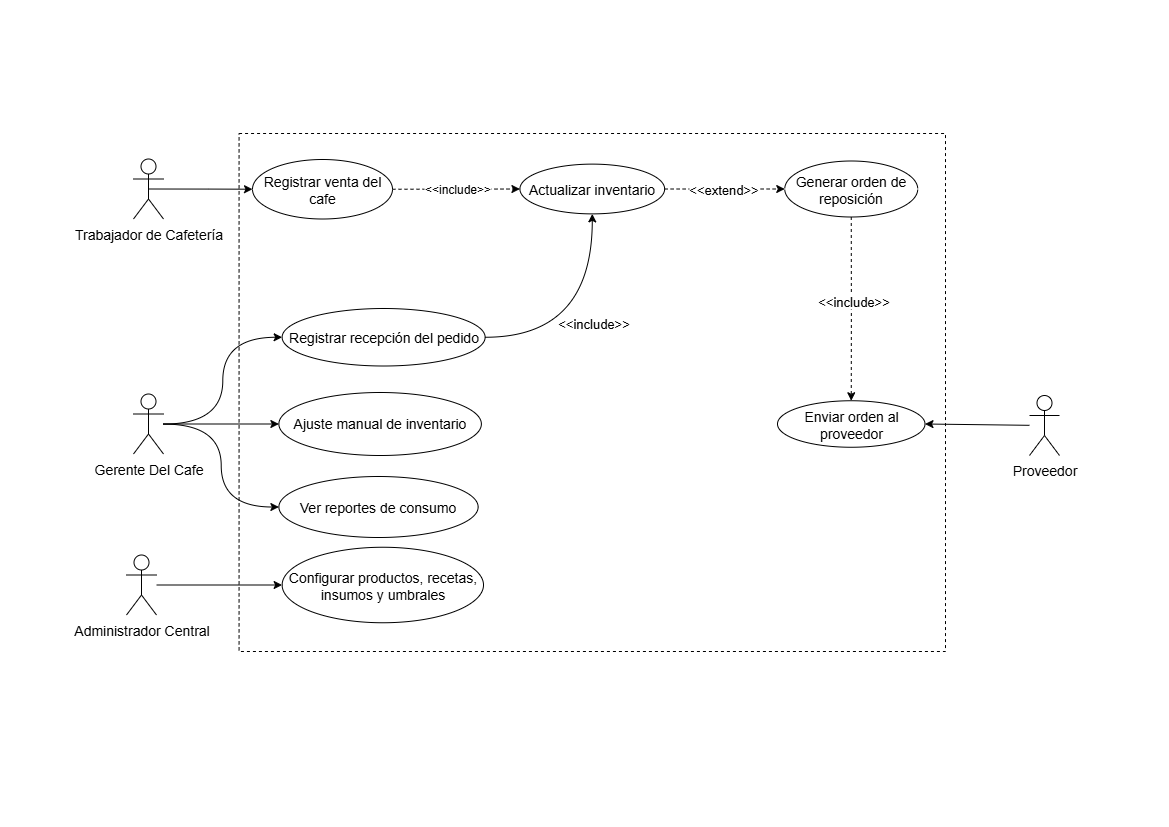 Registrar venta del
cafe
<<include>>
Actualizar inventario
<<extend>>
Generar orden de
reposición
Trabajador de Cafetería
<<include>>
<<include>>
Registrar recepción del pedido
Ajuste manual de inventario
Enviar orden al
proveedor
Gerente Del Cafe
Proveedor
Ver reportes de consumo
Configurar productos, recetas,
insumos y umbrales
Administrador Central